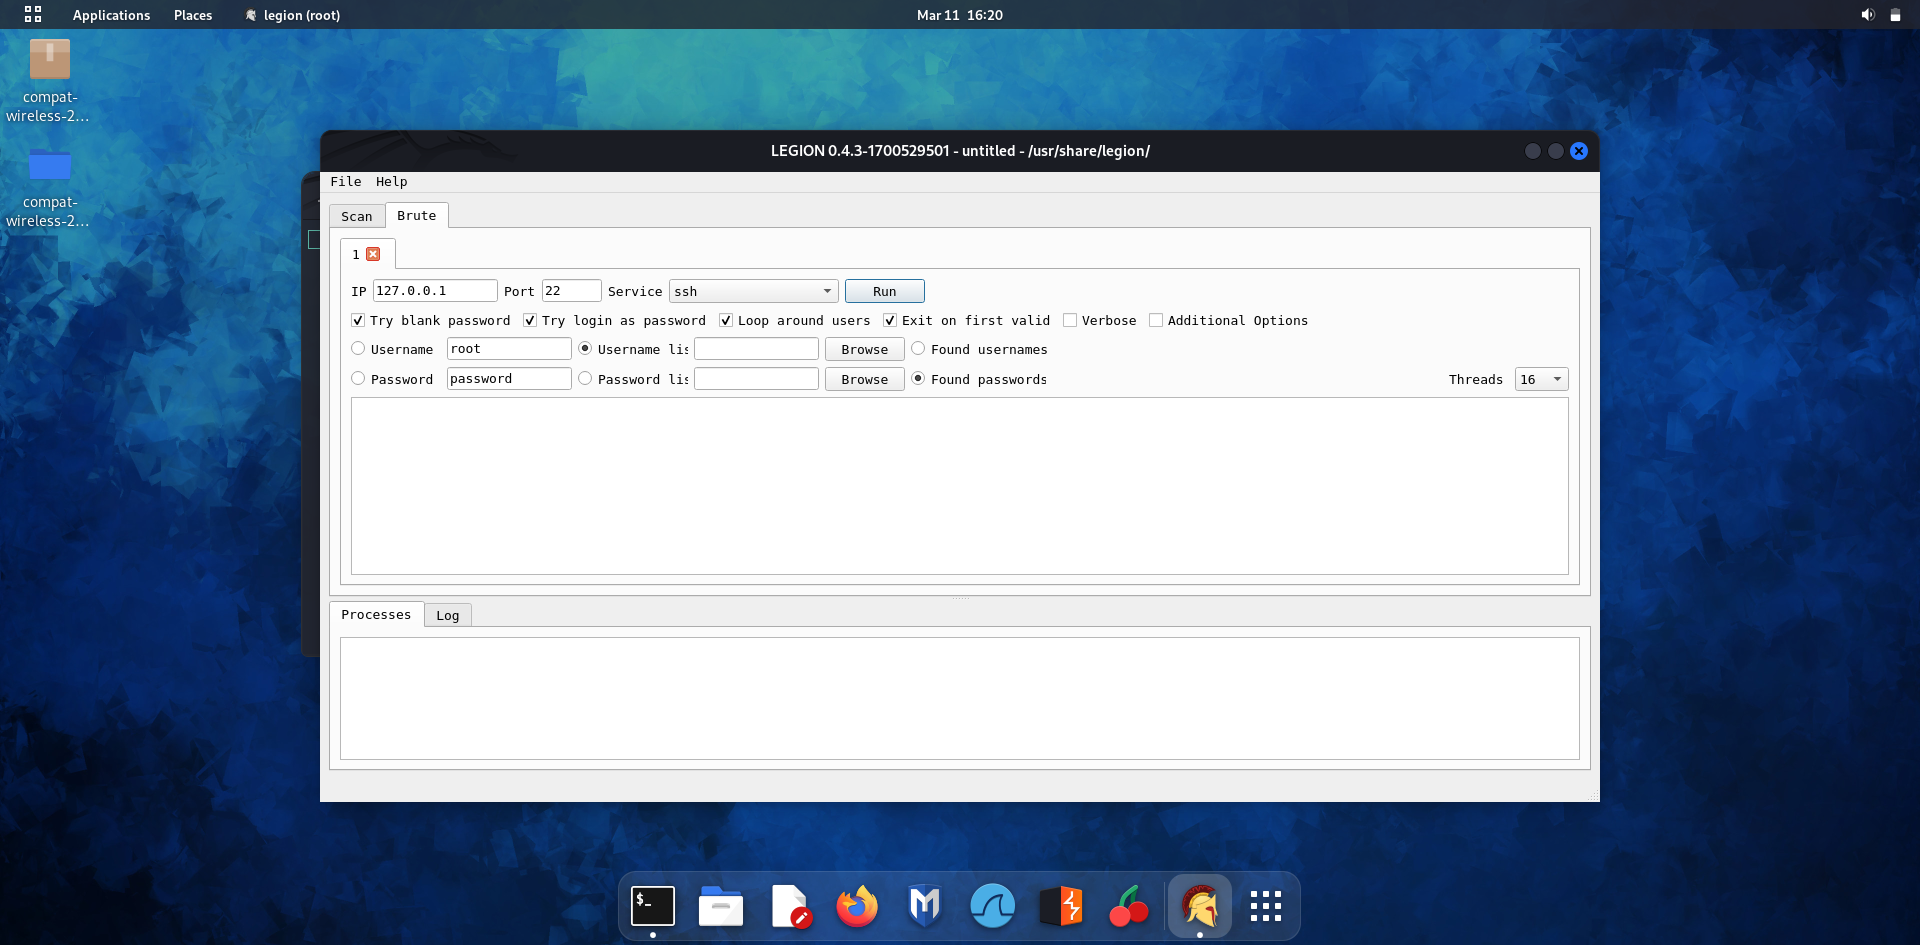 Applications Places legion (root) Mar 11 16:20
compat-
wireless-2...
compat-
wireless-2...
LEGION 0.4.3-1700529501 - untitled - /usr/share/legion/
File Help
Scan Brute
1
IP 127.0.0.1 Port 22 Service ssh Run
Try blank password Try login as password Loop around users Exit on first valid Verbose Additional Options
Username root Username lis Browse Found usernames
Password password Password lis Browse Found passwords Threads 16
Processes Log
$_